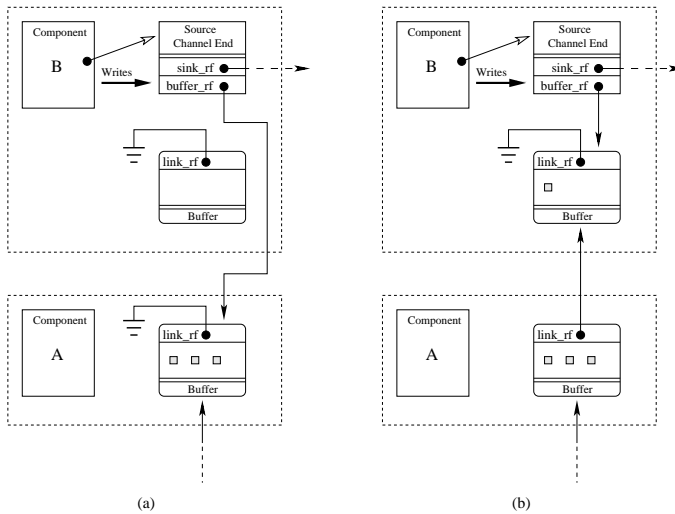 Component
B
Writes
Source
Channel End
sink_rf
buffer_rf
link_rf
Buffer
Component
A
link_rf
Buffer
(a)
Component
B
Writes
Source
Channel End
sink_rf
buffer_rf
link_rf
Buffer
Component
A
link_rf
Buffer
(b)